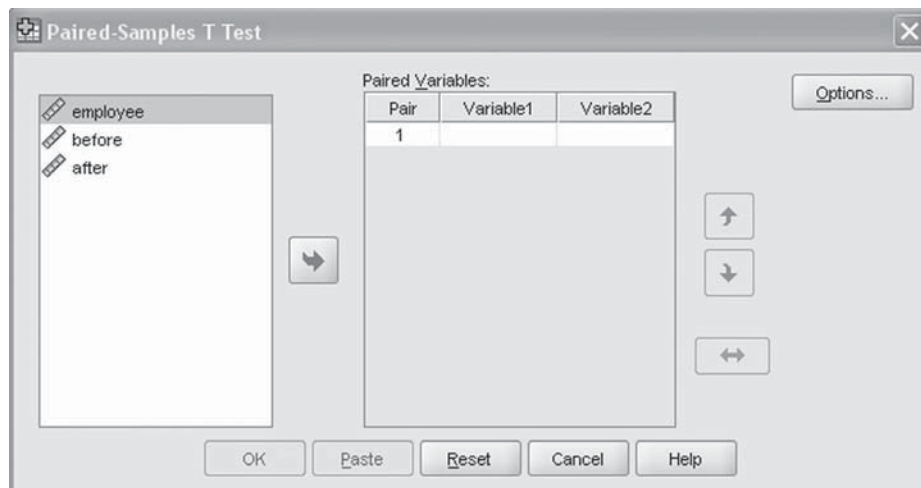 Paired-Samples T Test
employee
before
after
Paired Variables:
Pair Variable1 Variable2
1
Options...
OK Paste Reset Cancel Help